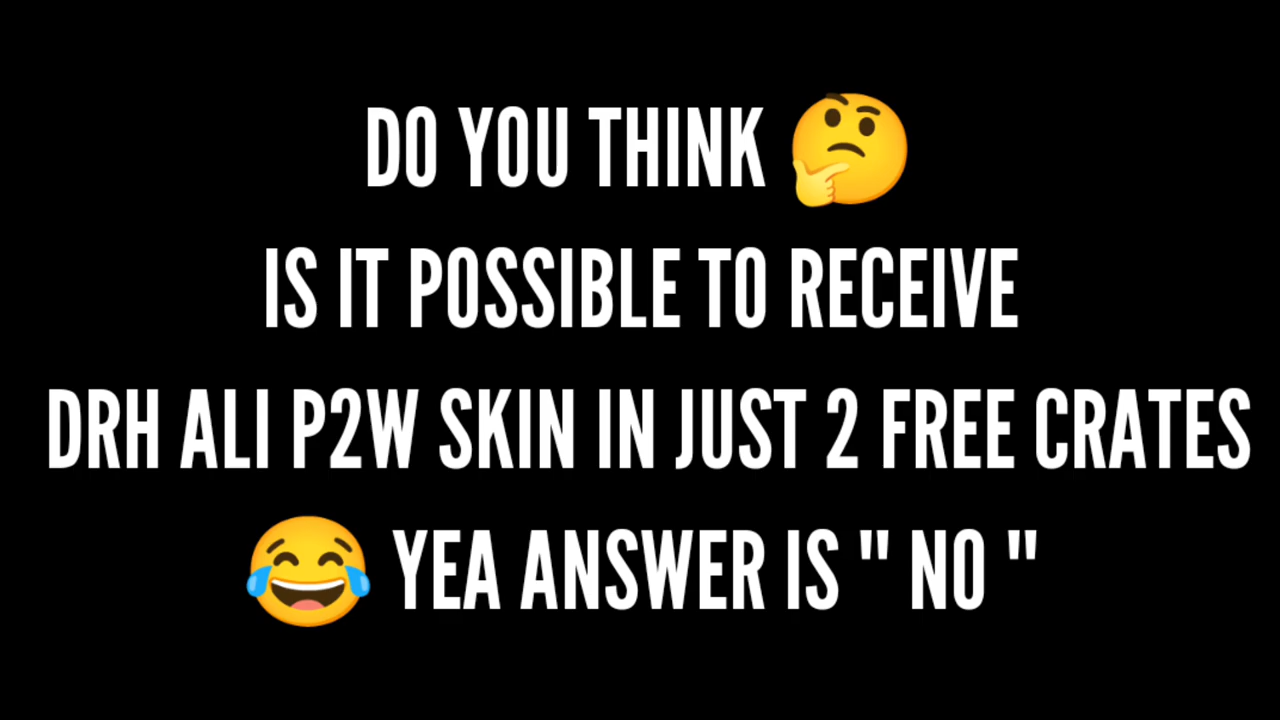 DO YOU THINK 🤔
IS IT POSSIBLE TO RECEIVE
DRH ALI P2W SKIN IN JUST 2 FREE CRATES
😂 YEA ANSWER IS " NO "